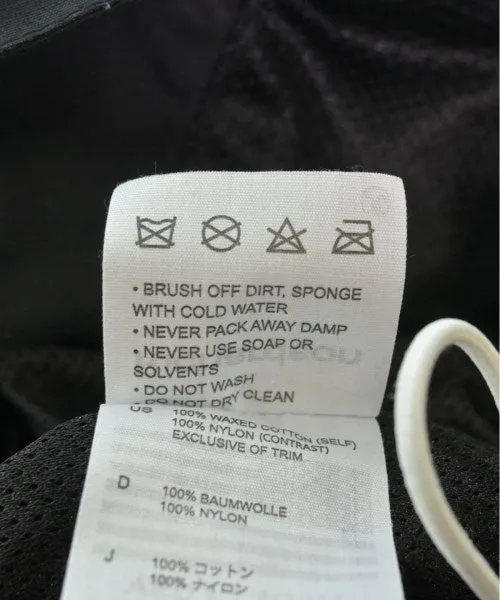 • BRUSH OFF DIRT, SPONGE
WITH COLD WATER
• NEVER PACK AWAY DAMP
• NEVER USE SOAP OR
SOLVENTS
• DO NOT WASH
• DO NOT DRY CLEAN
US 100% WAXED COTTON (SELF)
100% NYLON (CONTRAST)
EXCLUSIVE OF TRIM
D 100% BAUMWOLLE
100% NYLON
J 100% コットン
100% ナイロン